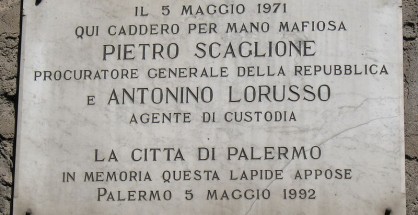 IL 5 MAGGIO 1971
QUI CADDERO PER MANO MAFIOSA
PIETRO SCAGLIONE
PROCURATORE GENERALE DELLA REPUBBLICA
E ANTONINO LORUSSO
AGENTE DI CUSTODIA
LA CITTA DI PALERMO
IN MEMORIA QUESTA LAPIDE APPOSE
PALERMO 5 MAGGIO 1992